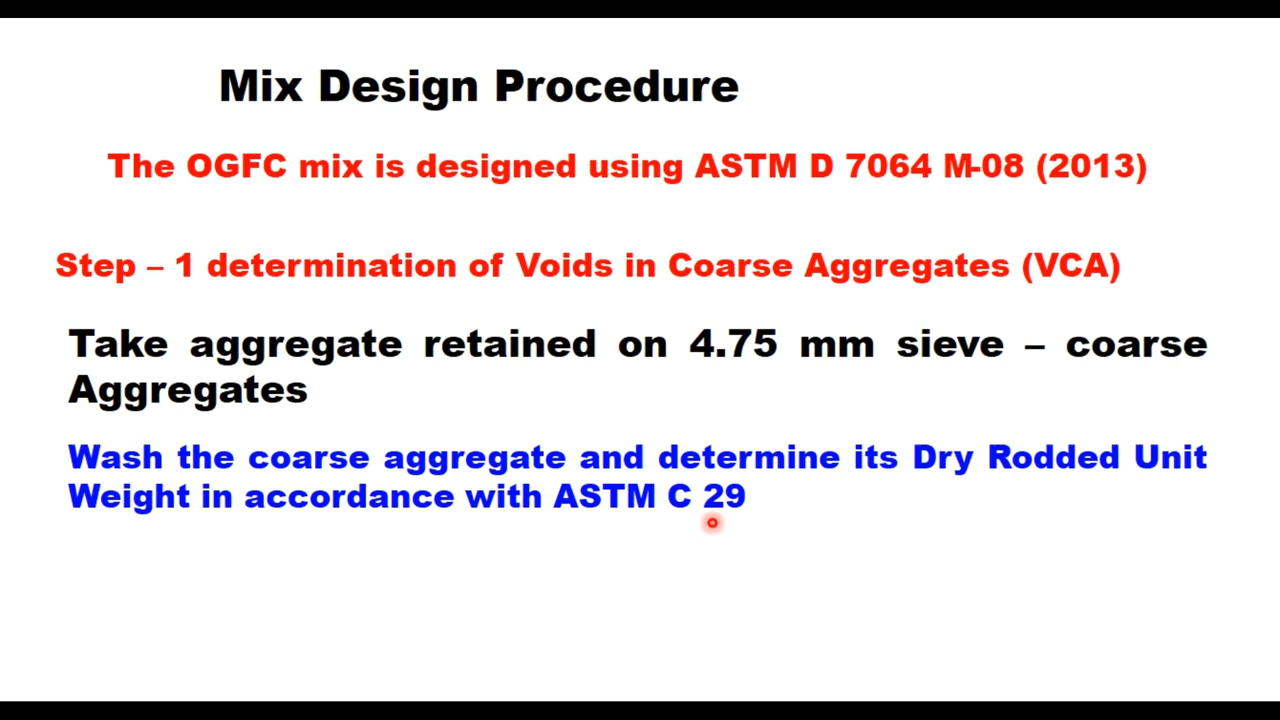 Mix Design Procedure
The OGFC mix is designed using ASTM D 7064 M-08 (2013)
Step – 1 determination of Voids in Coarse Aggregates (VCA)
Take aggregate retained on 4.75 mm sieve – coarse
Aggregates
Wash the coarse aggregate and determine its Dry Rodded Unit
Weight in accordance with ASTM C 29